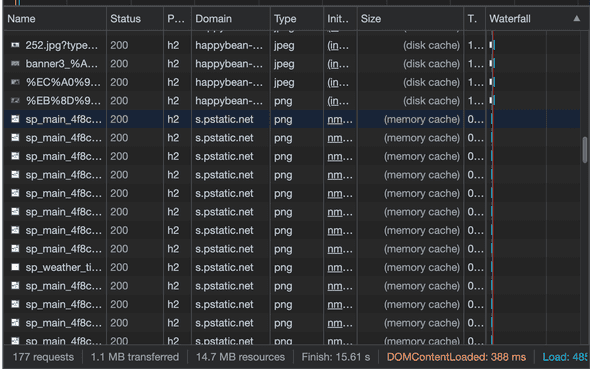 Name Status P... Domain Type Init... Size T. Waterfall
252.jpg?type... 200 h2 happybean-... jpeg (in... (disk cache) 1...
banner3_%A... 200 h2 happybean-... jpeg (in... (disk cache) 1...
%EC%A0%9... 200 h2 happybean-... jpeg (in... (disk cache) 1...
%EB%8D%9... 200 h2 happybean-... png (in... (disk cache) 1...
sp_main_4f8c... 200 h2 s.pstatic.net png nm... (memory cache) 0...
sp_main_4f8c... 200 h2 s.pstatic.net png nm... (memory cache) 0...
sp_main_4f8c... 200 h2 s.pstatic.net png nm... (memory cache) 0...
sp_main_4f8c... 200 h2 s.pstatic.net png nm... (memory cache) 0...
sp_main_4f8c... 200 h2 s.pstatic.net png nm... (memory cache) 0...
sp_main_4f8c... 200 h2 s.pstatic.net png nm... (memory cache) 0...
sp_main_4f8c... 200 h2 s.pstatic.net png nm... (memory cache) 0...
sp_main_4f8c... 200 h2 s.pstatic.net png nm... (memory cache) 0...
sp_weather_ti... 200 h2 s.pstatic.net png nm... (memory cache) 0...
sp_main_4f8c... 200 h2 s.pstatic.net png nm... (memory cache) 0...
sp_main_4f8c... 200 h2 s.pstatic.net png nm... (memory cache) 0...
sp_main_4f8c... 200 h2 s.pstatic.net png nm... (memory cache) 0...
sp_main_4f8c... 200 h2 s.pstatic.net png nm... (memory cache) 0...
177 requests 1.1 MB transferred 14.7 MB resources Finish: 15.61 s DOMContentLoaded: 388 ms Load: 485